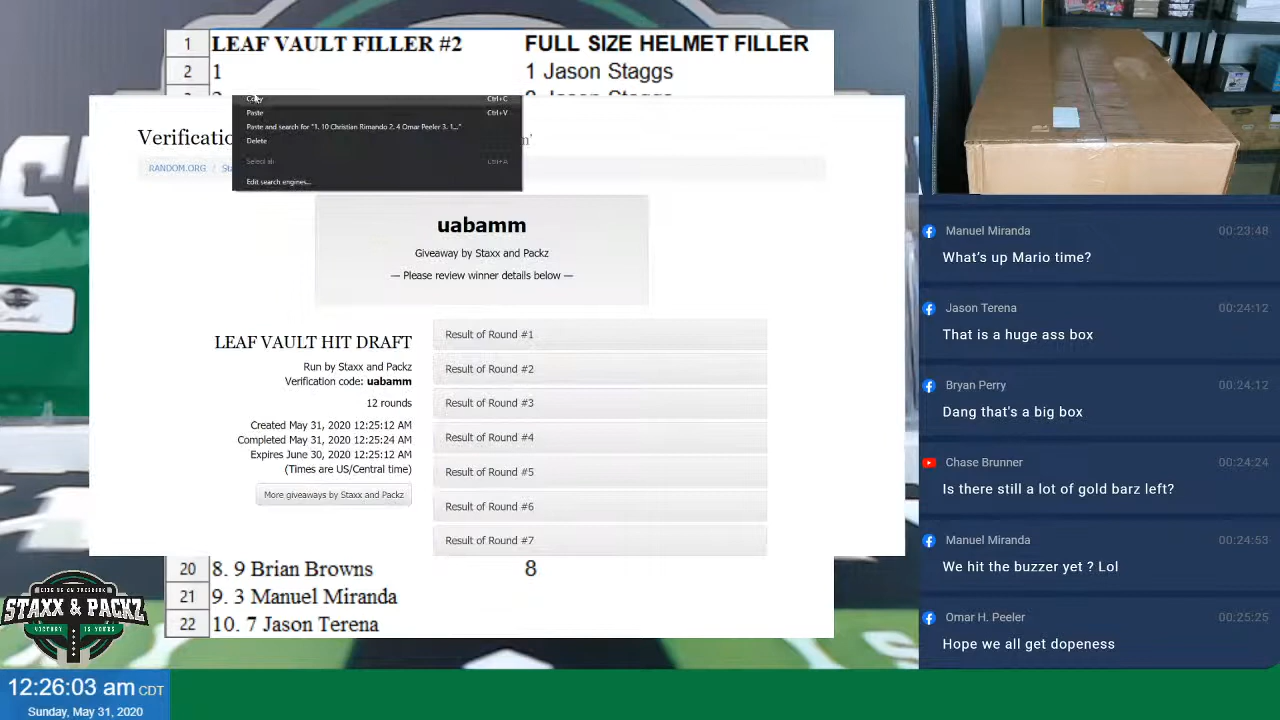 1 LEAF VAULT FILLER #2 FULL SIZE HELMET FILLER
2 1 1 Jason Staggs
Jason Staggs
Copy Ctrl+C
Paste Ctrl+V
Paste and search for "1. 10 Christian Rimando 2. 4 Omar Peeler 3. 1..."
Delete
Select all Ctrl+A
Edit search engines...
RANDOM.ORG /
uabamm
Giveaway by Staxx and Packz
— Please review winner details below —
LEAF VAULT HIT DRAFT
Run by Staxx and Packz
Verification code: uabamm
12 rounds
Created May 31, 2020 12:25:12 AM
Completed May 31, 2020 12:25:24 AM
Expires June 30, 2020 12:25:12 AM
(Times are US/Central time)
More giveaways by Staxx and Packz
Result of Round #1
Result of Round #2
Result of Round #3
Result of Round #4
Result of Round #5
Result of Round #6
Result of Round #7
20 8. 9 Brian Browns 8
21 9. 3 Manuel Miranda
22 10. 7 Jason Terena
STAXX & PACKZ
VICTORY IS YOURS
12:26:03 am CDT
Sunday, May 31, 2020
Manuel Miranda 00:23:48
What's up Mario time?
Jason Terena 00:24:12
That is a huge ass box
Bryan Perry 00:24:12
Dang that's a big box
Chase Brunner 00:24:24
Is there still a lot of gold barz left?
Manuel Miranda 00:24:53
We hit the buzzer yet ? Lol
Omar H. Peeler 00:25:25
Hope we all get dopeness